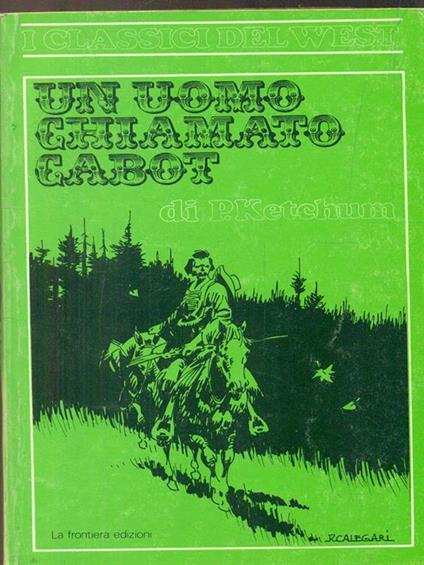 I CLASSICI DEL WEST
UN UOMO
CHIAMATO
CABOT
di P. Ketchum
La frontiera edizioni
R.CALEGARI